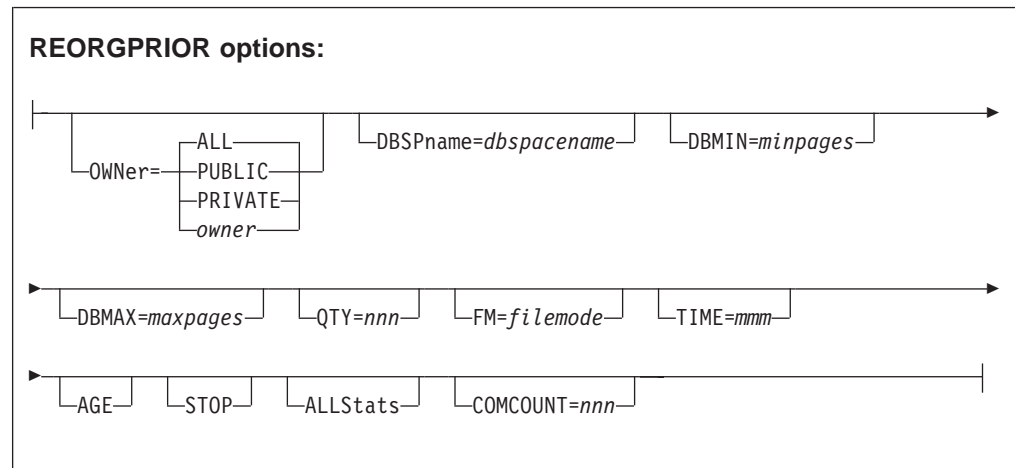 REORGPRIOR options:
ALL
OWNer= PUBLIC DBSPname=dbspacename DBMIN=minpages
PRIVATE
owner
DBMAX=maxpages QTY=nnn FM=filemode TIME=mmm
AGE STOP ALLStats COMCOUNT=nnn